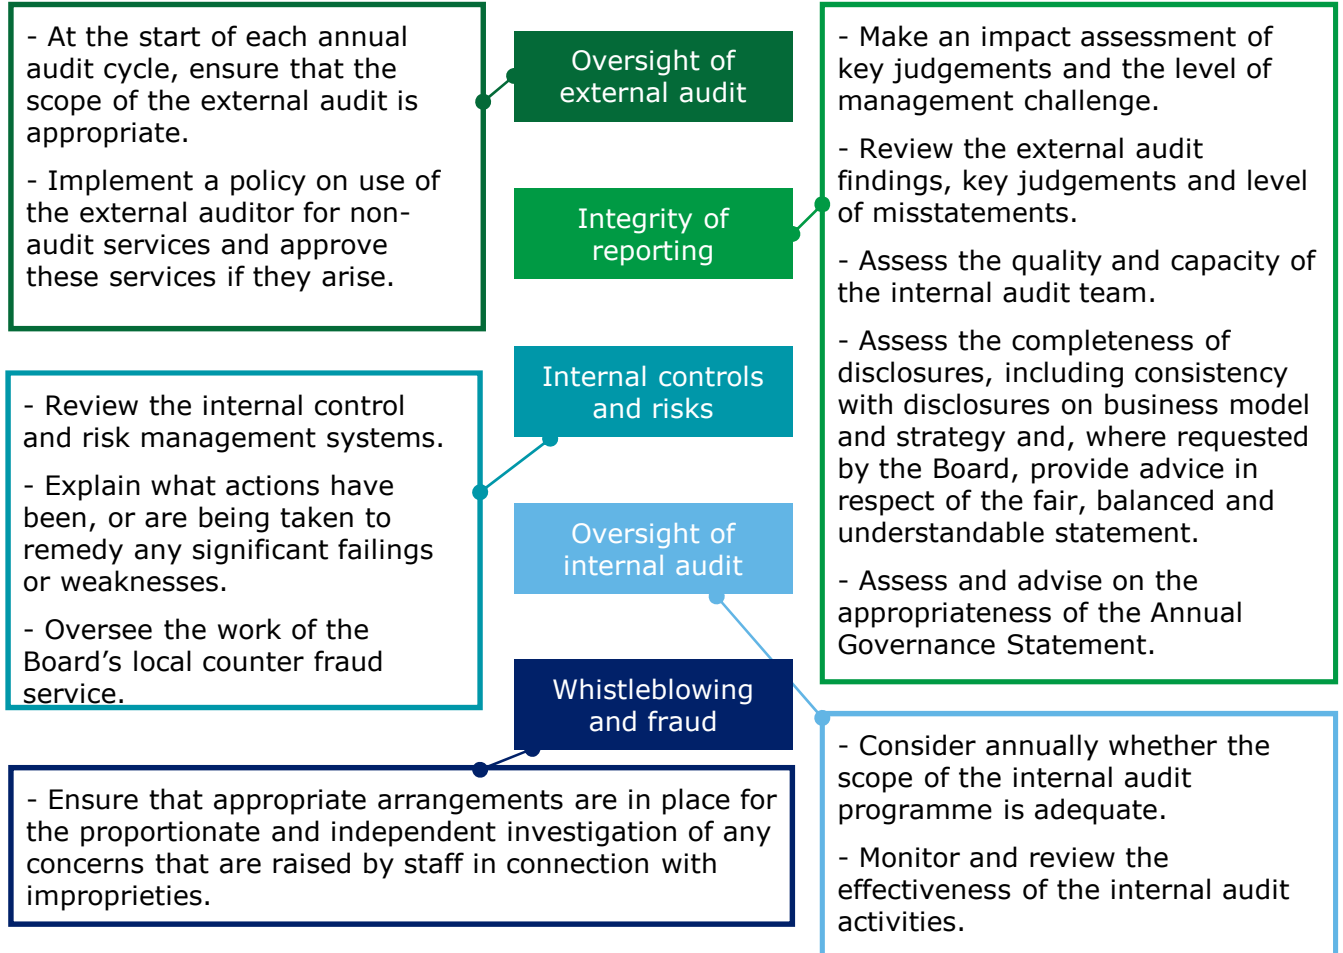 - At the start of each annual
audit cycle, ensure that the
scope of the external audit is
appropriate.
- Implement a policy on use of
the external auditor for non-
audit services and approve
these services if they arise.
Oversight of
external audit
Integrity of
reporting
- Make an impact assessment of
key judgements and the level of
management challenge.
- Review the external audit
findings, key judgements and level
of misstatements.
- Assess the quality and capacity of
the internal audit team.
- Assess the completeness of
disclosures, including consistency
with disclosures on business model
and strategy and, where requested
by the Board, provide advice in
respect of the fair, balanced and
understandable statement.
- Assess and advise on the
appropriateness of the Annual
Governance Statement.
Internal controls
and risks
- Review the internal control
and risk management systems.
- Explain what actions have
been, or are being taken to
remedy any significant failings
or weaknesses.
- Oversee the work of the
Board’s local counter fraud
service.
Oversight of
internal audit
Whistleblowing
and fraud
- Ensure that appropriate arrangements are in place for
the proportionate and independent investigation of any
concerns that are raised by staff in connection with
improprieties.
- Consider annually whether the
scope of the internal audit
programme is adequate.
- Monitor and review the
effectiveness of the internal audit
activities.